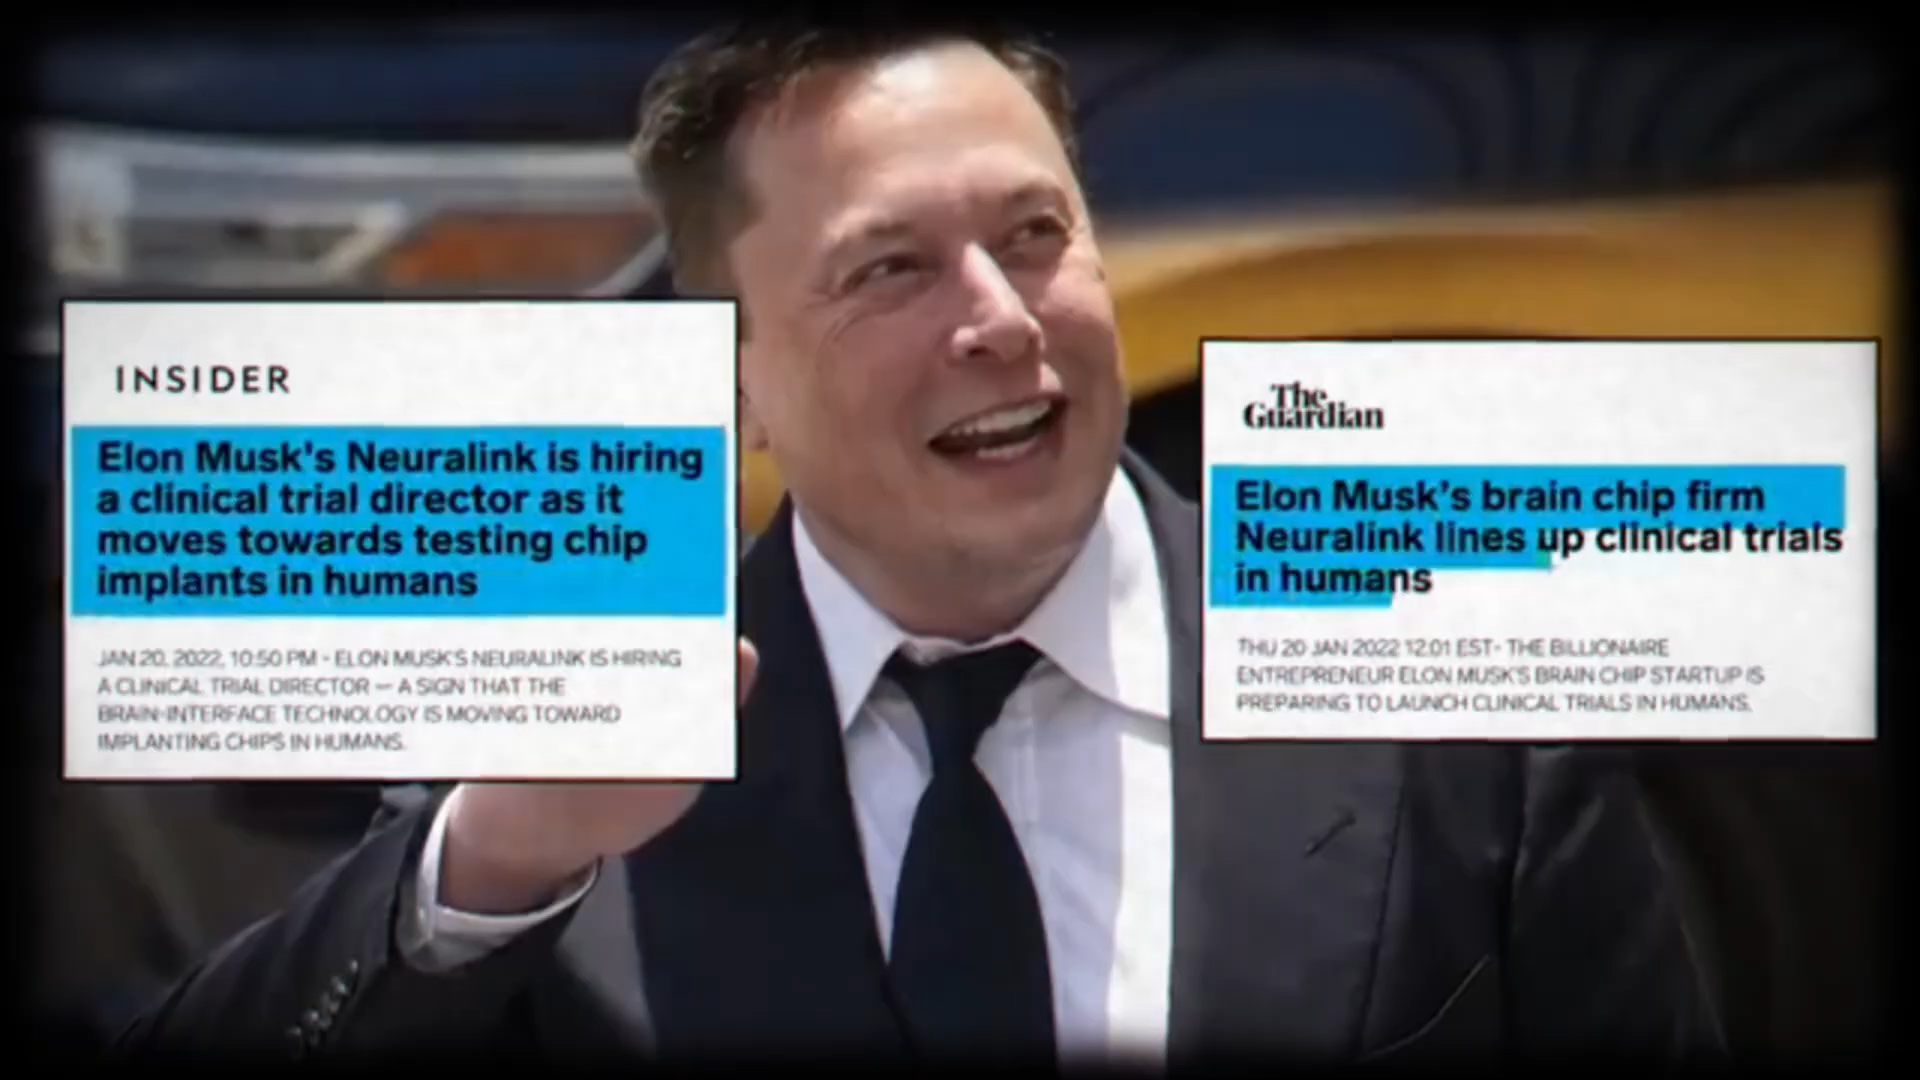 INSIDER
Elon Musk's Neuralink is hiring
a clinical trial director as it
moves towards testing chip
implants in humans
JAN 20, 2022, 10:50 PM - ELON MUSK'S NEURALINK IS HIRING
A CLINICAL TRIAL DIRECTOR — A SIGN THAT THE
BRAIN-INTERFACE TECHNOLOGY IS MOVING TOWARD
IMPLANTING CHIPS IN HUMANS.
The
Guardian
Elon Musk's brain chip firm
Neuralink lines up clinical trials
in humans
THU 20 JAN 2022 12.01 EST- THE BILLIONAIRE
ENTREPRENEUR ELON MUSK'S BRAIN CHIP STARTUP IS
PREPARING TO LAUNCH CLINICAL TRIALS IN HUMANS.